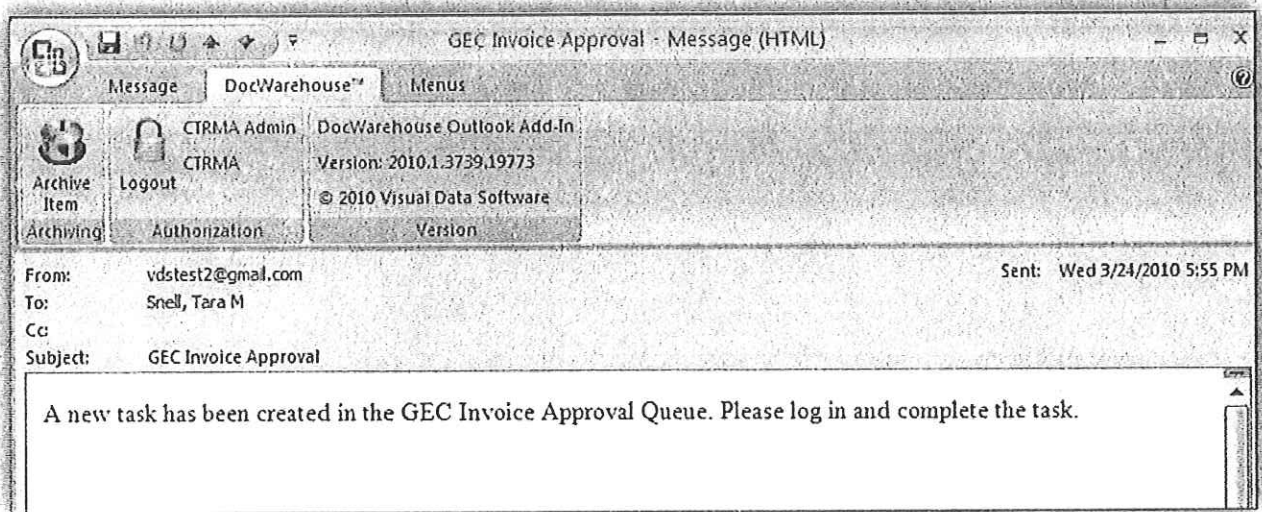 GEC Invoice Approval - Message (HTML)
Message DocWarehouse™ Menus
CTRMA Admin DocWarehouse Outlook Add-In
CTRMA Version: 2010.1.3739.19773
Archive Item Logout © 2010 Visual Data Software
Archiving Authorization Version
From: vdstest2@gmail.com Sent: Wed 3/24/2010 5:55 PM
To: Snell, Tara M
Cc:
Subject: GEC Invoice Approval
A new task has been created in the GEC Invoice Approval Queue. Please log in and complete the task.